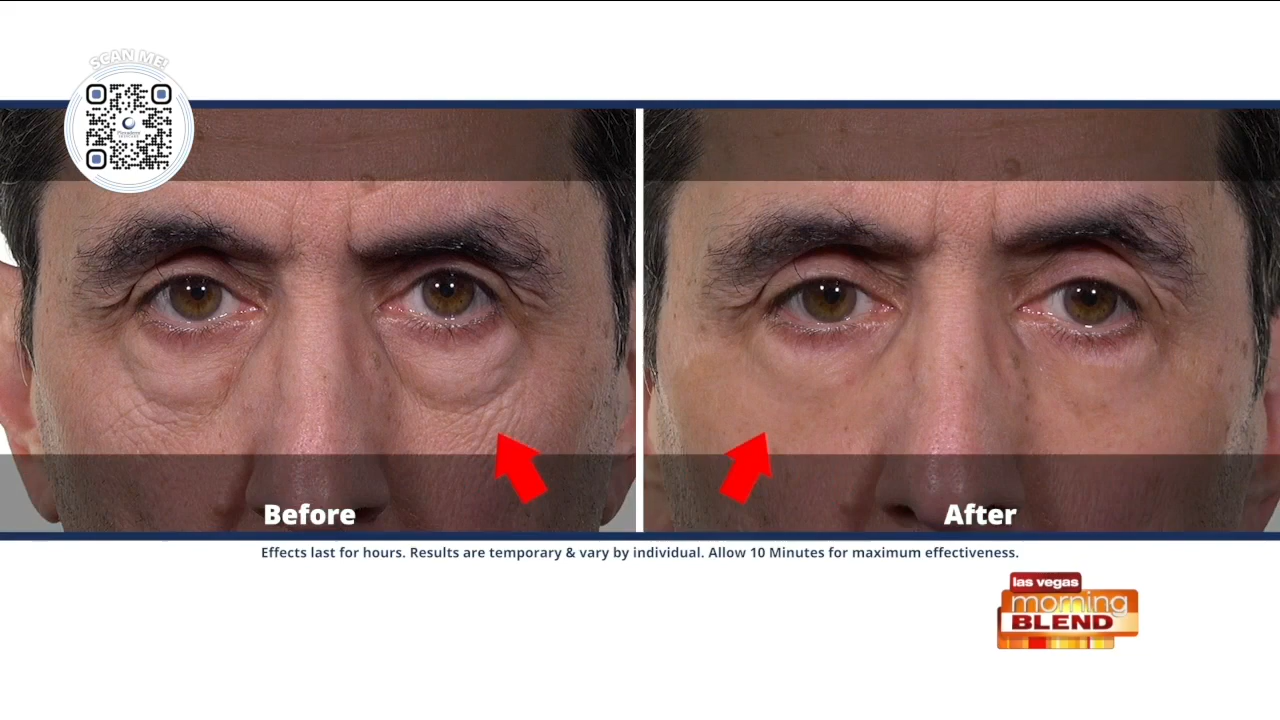 SCAN ME!
Before
After
Effects last for hours. Results are temporary & vary by individual. Allow 10 Minutes for maximum effectiveness.
las vegas
morning
BLEND